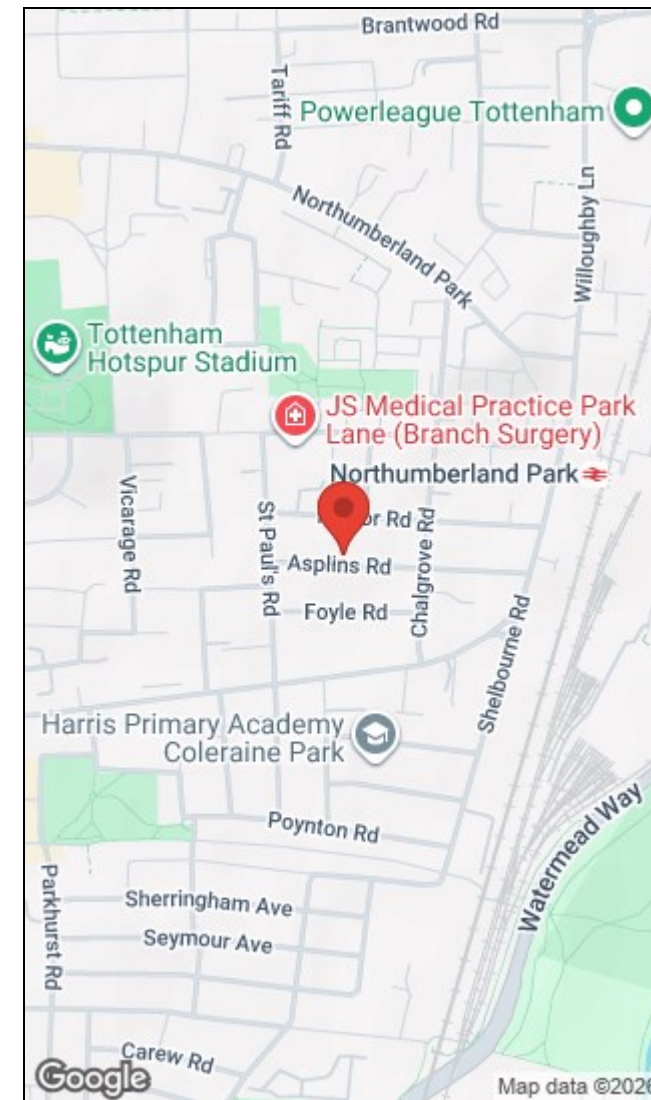 Brantwood Rd
Tariff Rd
Powerleague Tottenham
Northumberland Park
Willoughby Ln
Tottenham
Hotspur Stadium
JS Medical Practice Park
Lane (Branch Surgery)
Northumberland Park
Vicarage Rd
St Paul's Rd
Rd
Chalgrove Rd
Asplins Rd
Foyle Rd
Shelbourne Rd
Harris Primary Academy
Coleraine Park
Poynton Rd
Watermead Way
Parkhurst Rd
Sherringham Ave
Seymour Ave
Carew Rd
Google
Map data ©2026